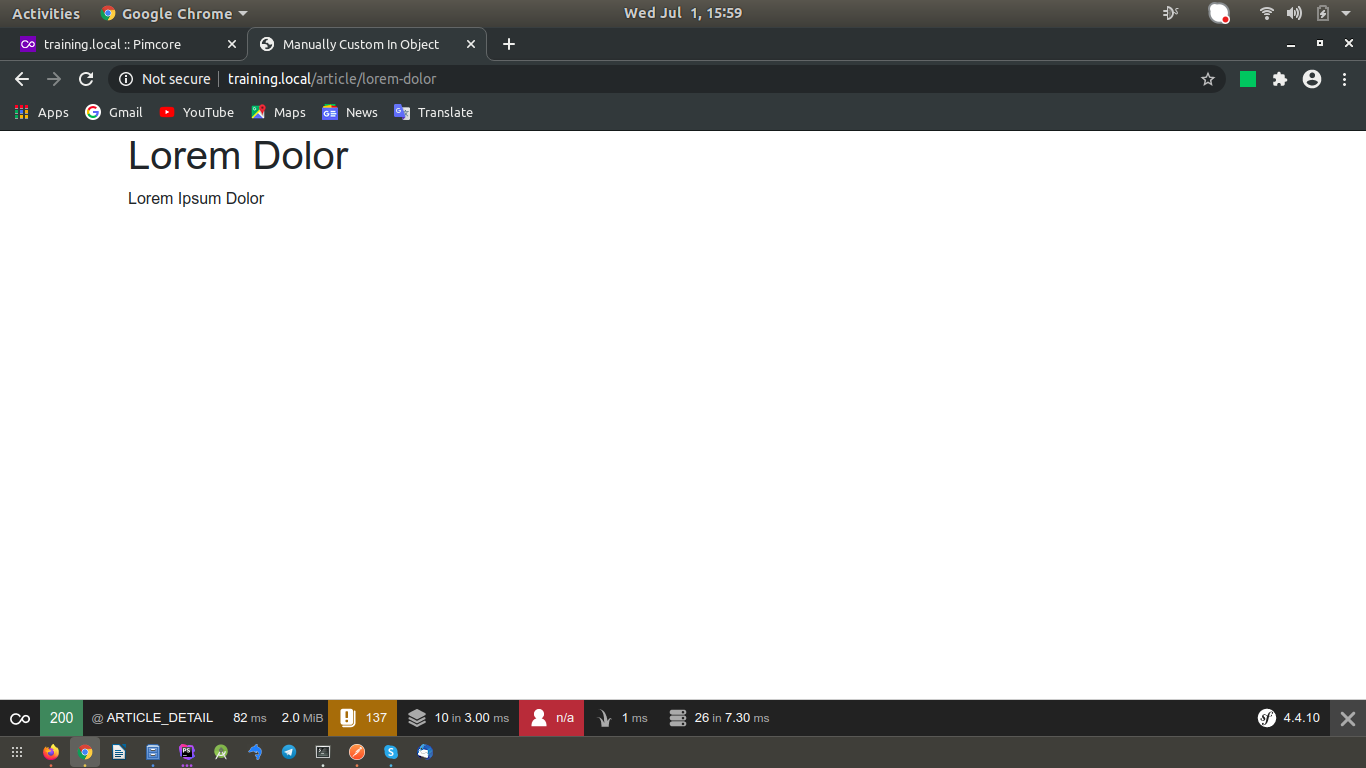 Activities Google Chrome Wed Jul 1, 15:59
training.local :: Pimcore Manually Custom In Object
Not secure training.local/article/lorem-dolor
Apps Gmail YouTube Maps News Translate
Lorem Dolor
Lorem Ipsum Dolor
200 @ ARTICLE_DETAIL 82 ms 2.0 MiB 137 10 in 3.00 ms n/a 1 ms 26 in 7.30 ms sf 4.4.10
PS